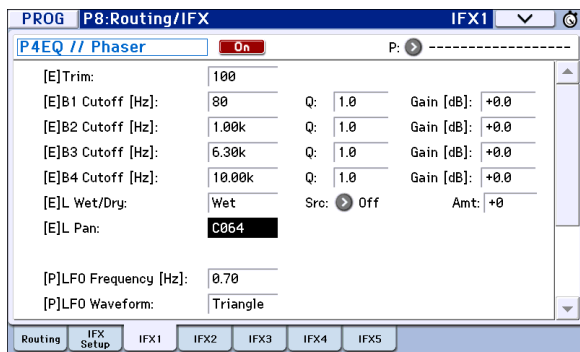 PROG P8:Routing/IFX IFX1
P4EQ // Phaser On P: ------------------
[E]Trim: 100
[E]B1 Cutoff [Hz]: 80 Q: 1.0 Gain [dB]: +0.0
[E]B2 Cutoff [Hz]: 1.00k Q: 1.0 Gain [dB]: +0.0
[E]B3 Cutoff [Hz]: 6.30k Q: 1.0 Gain [dB]: +0.0
[E]B4 Cutoff [Hz]: 10.00k Q: 1.0 Gain [dB]: +0.0
[E]L Wet/Dry: Wet Src: Off Amt: +0
[E]L Pan: C064
[P]LFO Frequency [Hz]: 0.70
[P]LFO Waveform: Triangle
Routing IFX Setup IFX1 IFX2 IFX3 IFX4 IFX5